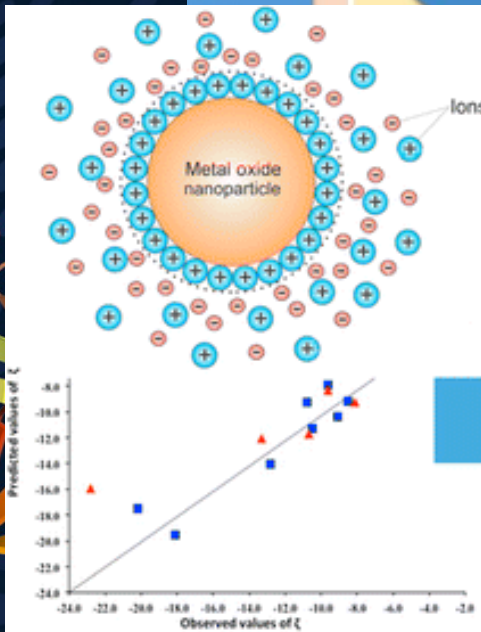 Ions
Metal oxide
nanoparticle
Predicted values of ξ
-8.0
-10.0
-12.0
-14.0
-16.0
-18.0
-20.0
-22.0
-24.0
-24.0 -22.0 -20.0 -18.0 -16.0 -14.0 -12.0 -10.0 -8.0 -6.0 -4.0 -2.0
Observed values of ξ